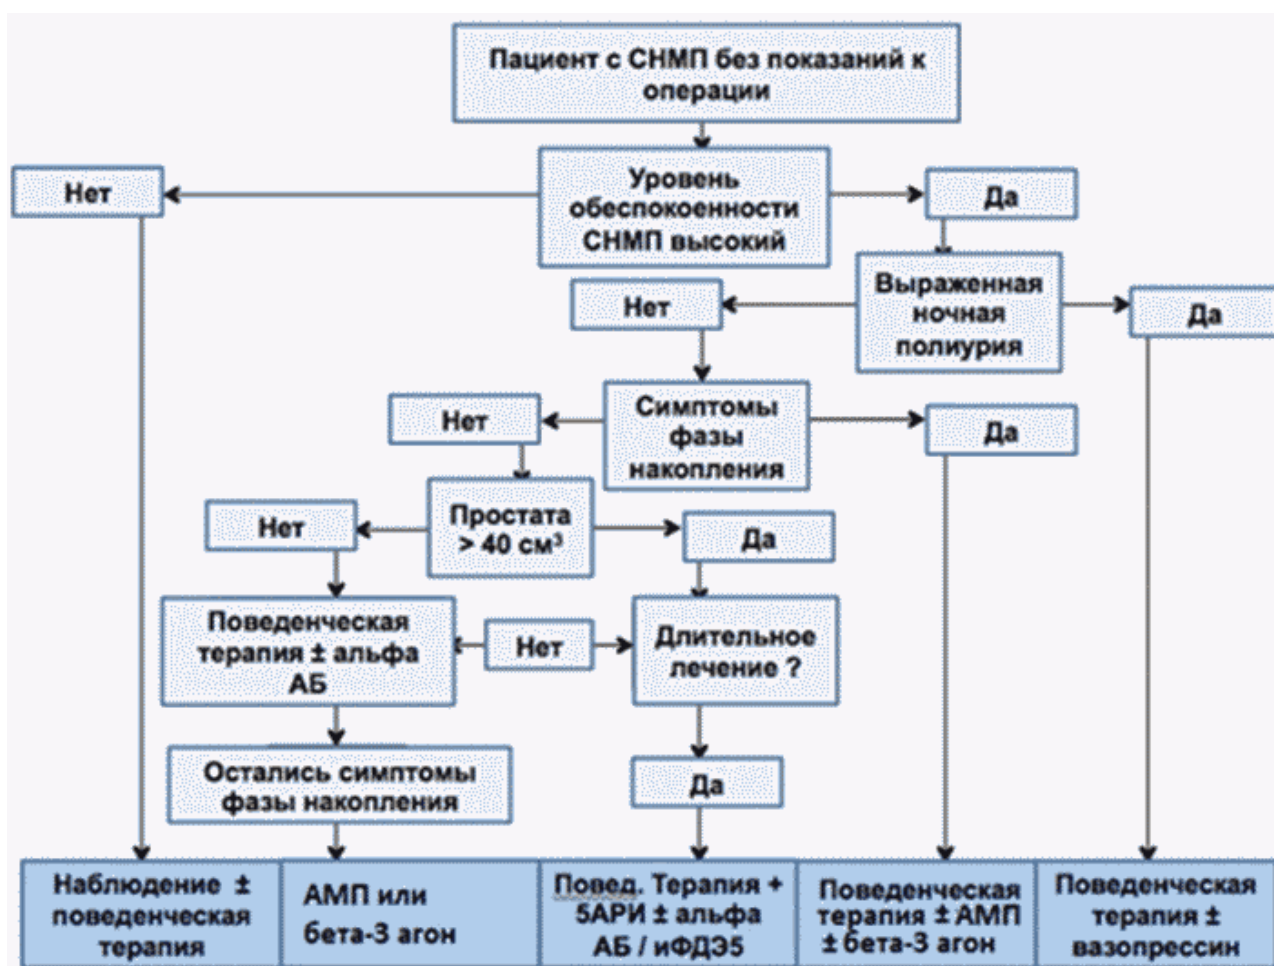 Пациент с СНМП без показаний к
операции
Нет
Уровень
обеспокоенности
СНМП высокий
Да
Нет
Выраженная
ночная
полиурия
Да
Нет
Симптомы
фазы
накопления
Да
Нет
Простата
> 40 см³
Да
Поведенческая
терапия ± альфа
АБ
Нет
Длительное
лечение ?
Остались симптомы
фазы накопления
Да
Наблюдение ±
поведенческая
терапия
АМП или
бета-3 агон
Повед. Терапия +
5АРИ ± альфа
АБ / иФДЭ5
Поведенческая
терапия ± АМП
± бета-3 агон
Поведенческая
терапия ±
вазопрессин